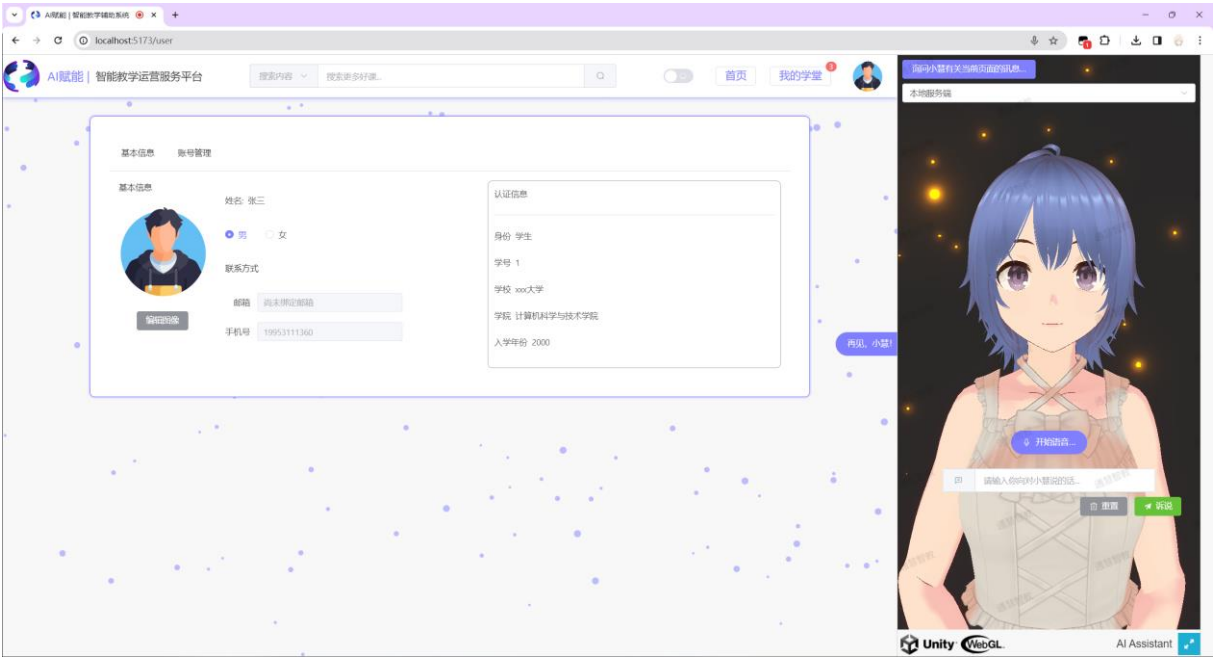 AI赋能 | 智能教学辅助系统
localhost:5173/user
AI赋能 | 智能教学运营服务平台
搜索内容
搜索更多好课...
首页
我的学堂
3
询问小慧有关当前页面的讯息...
本地服务端
基本信息
账号管理
基本信息
姓名: 张三
男
女
联系方式
邮箱 尚未绑定邮箱
手机号 19953111360
编辑图像
认证信息
身份 学生
学号 1
学校 xxx大学
学院 计算机科学与技术学院
入学年份 2000
再见, 小慧!
开始语音...
请输入你向对小慧说的话...
重置
诉说
Unity
WebGL.
AI Assistant